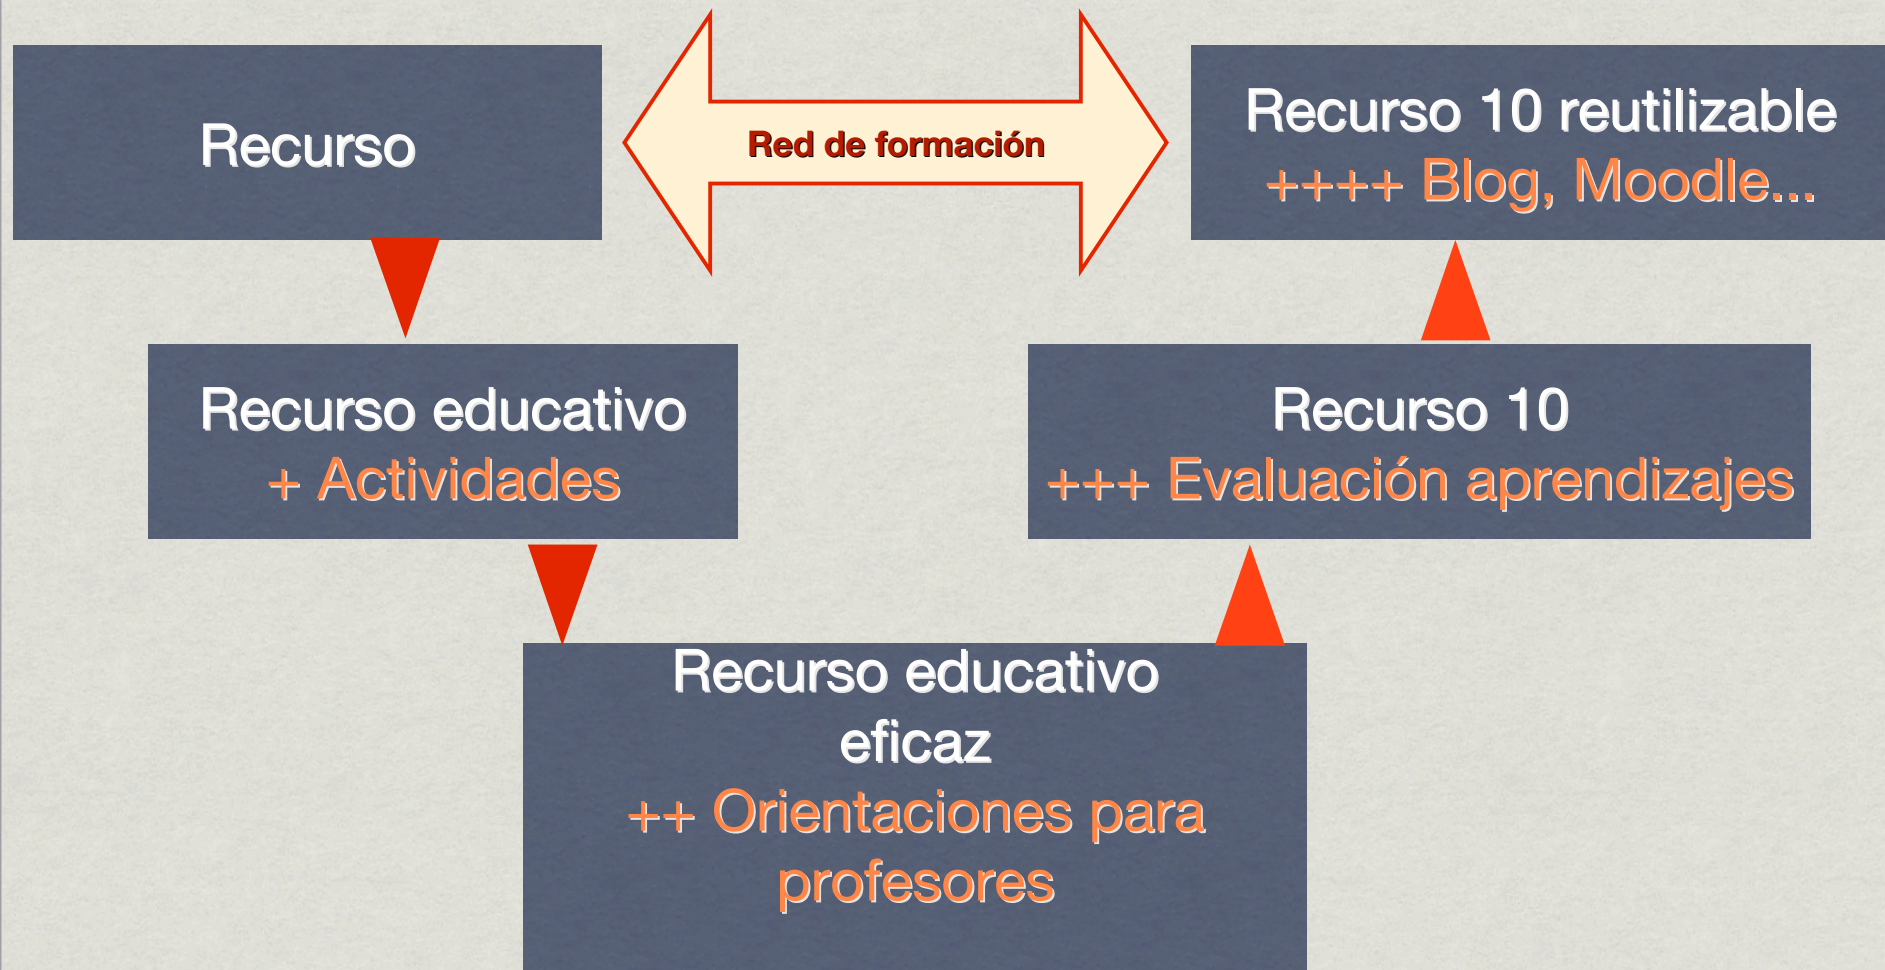 Recurso
Red de formación
Recurso 10 reutilizable
++++ Blog, Moodle...
Recurso educativo
+ Actividades
Recurso 10
+++ Evaluación aprendizajes
Recurso educativo
eficaz
++ Orientaciones para
profesores